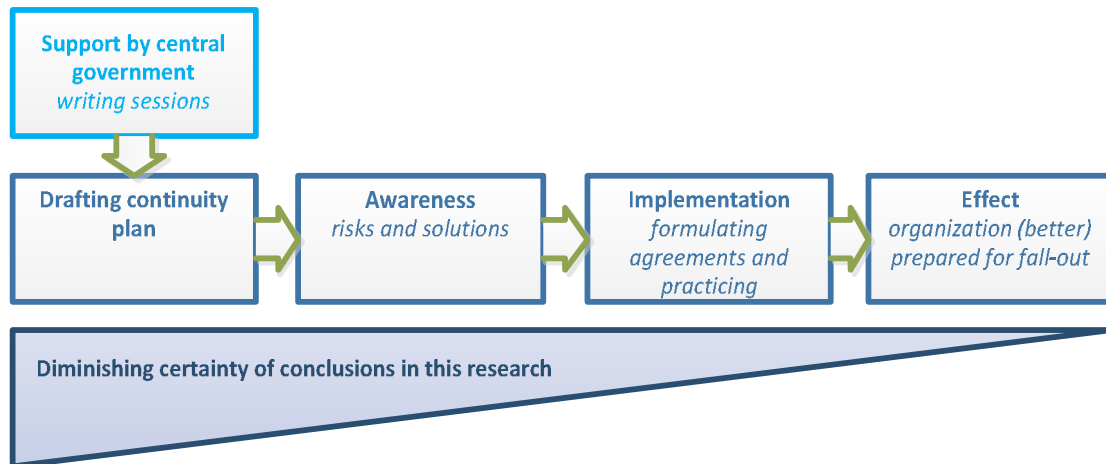 Support by central
government
writing sessions
Drafting continuity
plan
Awareness
risks and solutions
Implementation
formulating
agreements and
practicing
Effect
organization (better)
prepared for fall-out
Diminishing certainty of conclusions in this research